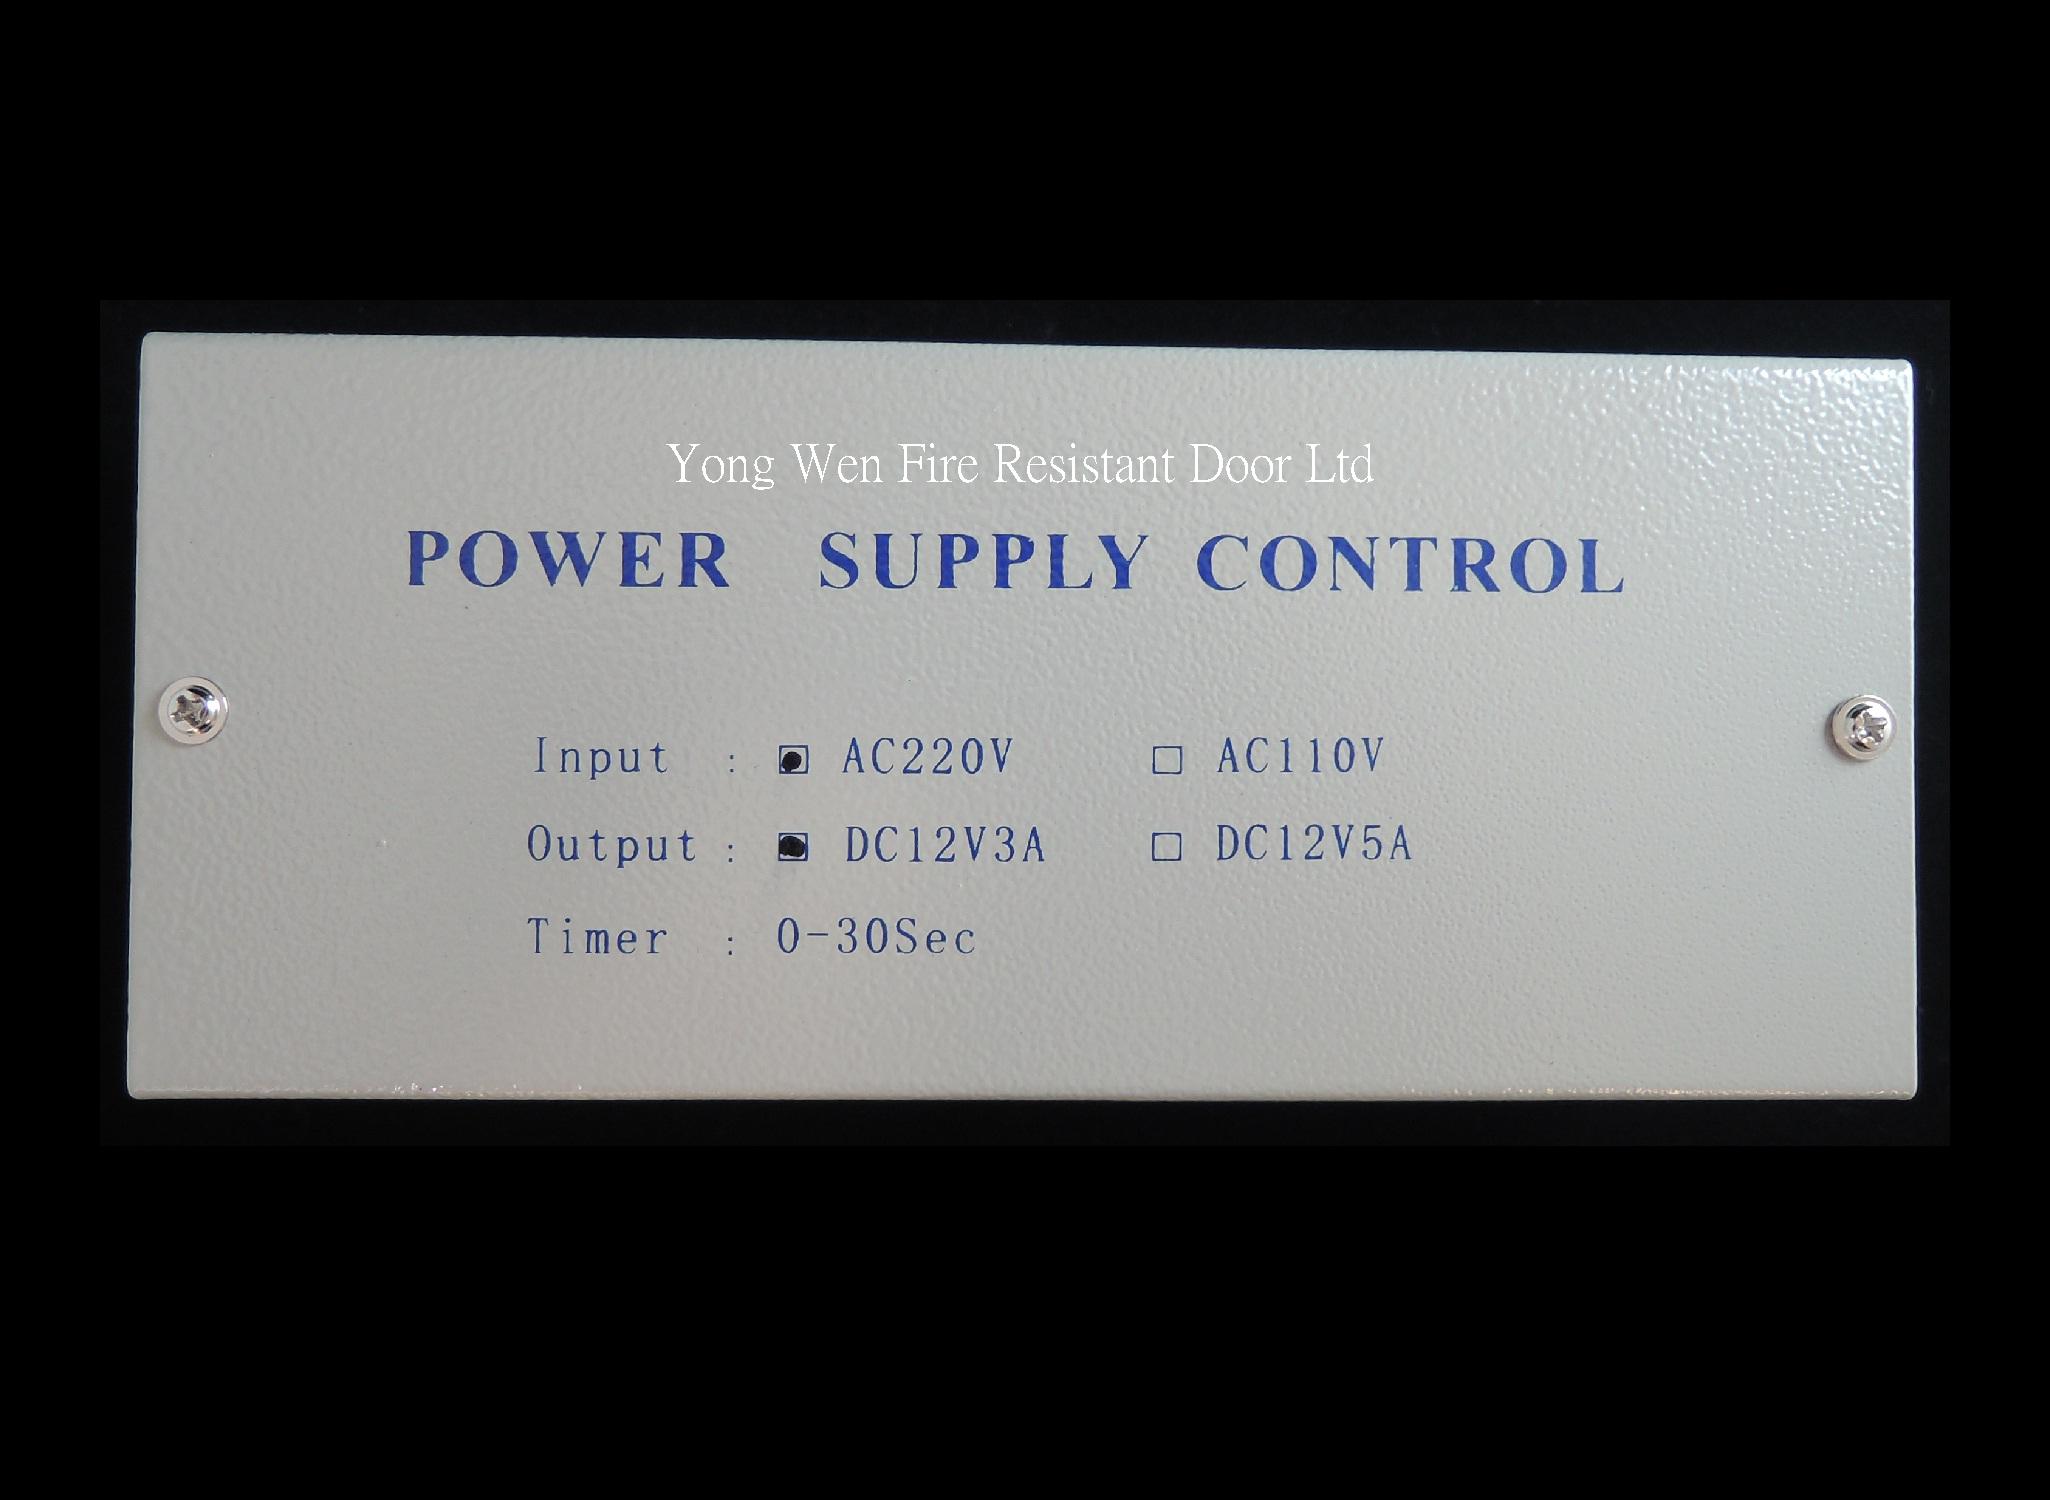 Yong Wen Fire Resistant Door Ltd
POWER SUPPLY CONTROL
Input : AC220V AC110V
Output : DC12V3A DC12V5A
Timer : 0-30Sec